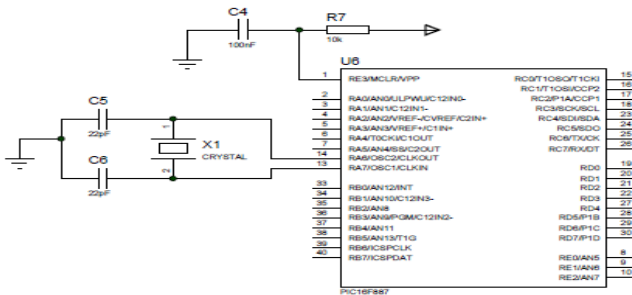 C4
100nF
R7
10k
C5
22pF
C6
22pF
1
2
X1
CRYSTAL
U6
1 RE3/MCLR/VPP
2 RA0/AN0/ULPWU/C12IN0-
3 RA1/AN1/C12IN1-
4 RA2/AN2/VREF-/CVREF/C2IN+
5 RA3/AN3/VREF+/C1IN+
6 RA4/T0CKI/C1OUT
7 RA5/AN4/SS/C2OUT
14 RA6/OSC2/CLKOUT
13 RA7/OSC1/CLKIN
33 RB0/AN12/INT
34 RB1/AN10/C12IN3-
35 RB2/AN8
36 RB3/AN9/PGM/C12IN2-
37 RB4/AN11
38 RB5/AN13/T1G
39 RB6/ICSPCLK
40 RB7/ICSPDAT
RC0/T1OSO/T1CKI 15
RC1/T1OSI/CCP2 16
RC2/P1A/CCP1 17
RC3/SCK/SCL 18
RC4/SDI/SDA 23
RC5/SDO 24
RC6/TX/CK 25
RC7/RX/DT 26
RD0 19
RD1 20
RD2 21
RD3 22
RD4 27
RD5/P1B 28
RD6/P1C 29
RD7/P1D 30
RE0/AN5 8
RE1/AN6 9
RE2/AN7 10
PIC16F887